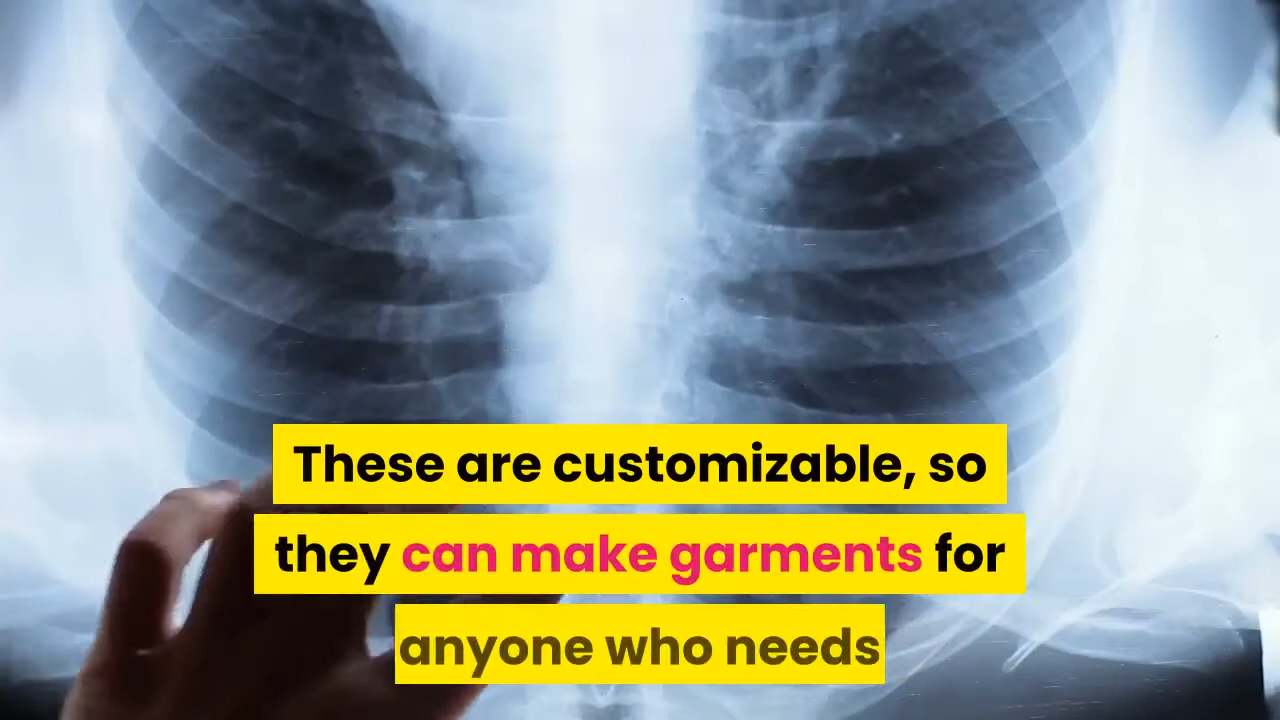 These are customizable, so
they can make garments for
anyone who needs